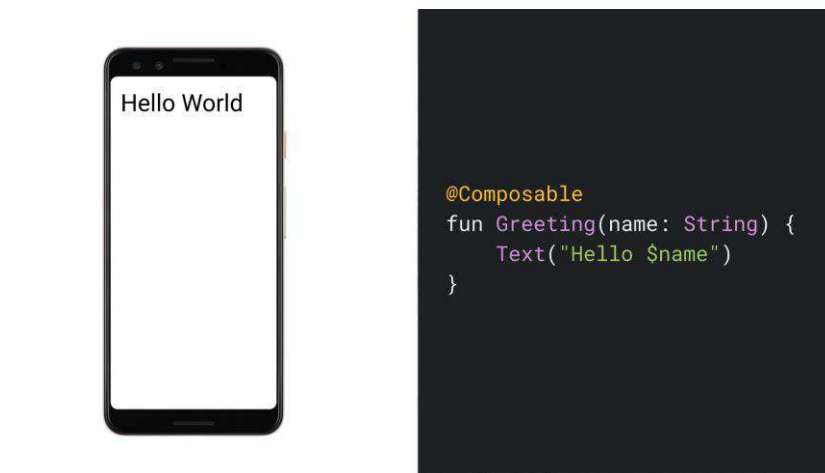 Hello World
@Composable
fun Greeting(name: String) {
    Text("Hello $name")
}